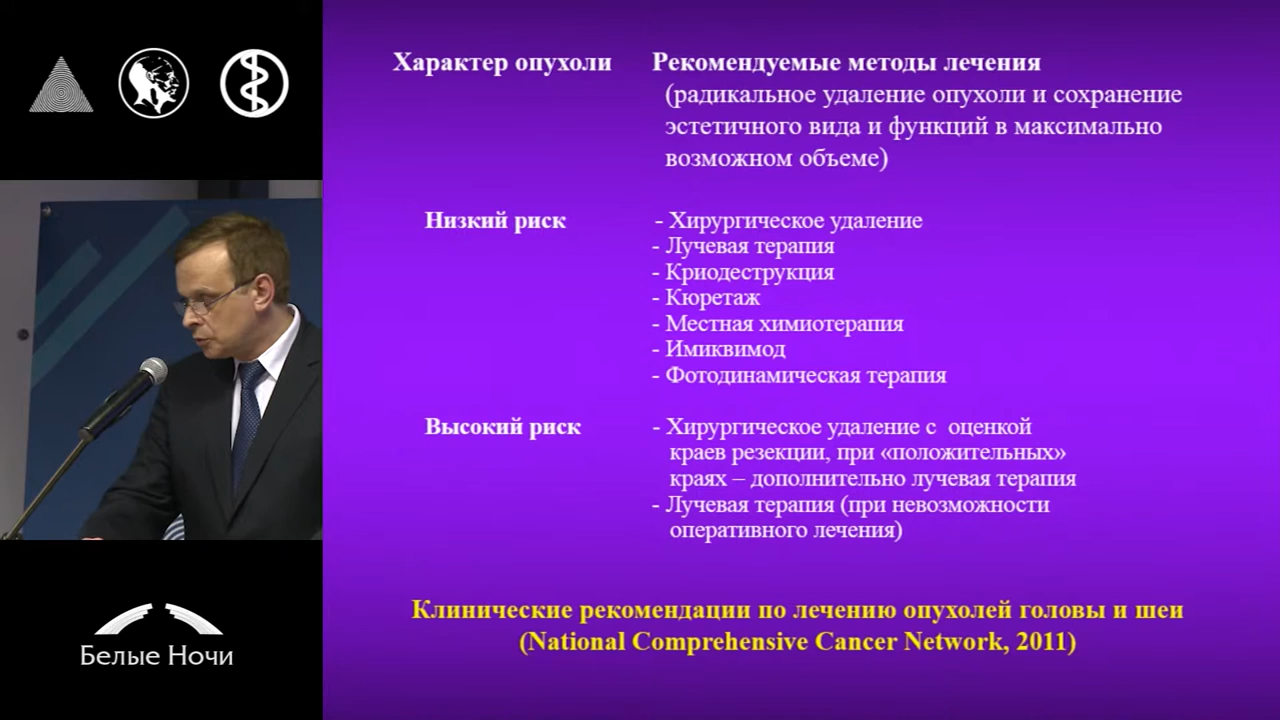 Характер опухоли
Рекомендуемые методы лечения
(радикальное удаление опухоли и сохранение
эстетичного вида и функций в максимально
возможном объеме)
Низкий риск
- Хирургическое удаление
- Лучевая терапия
- Криодеструкция
- Кюретаж
- Местная химиотерапия
- Имиквимод
- Фотодинамическая терапия
Высокий риск
- Хирургическое удаление с оценкой
краев резекции, при «положительных»
краях – дополнительно лучевая терапия
- Лучевая терапия (при невозможности
оперативного лечения)
Клинические рекомендации по лечению опухолей головы и шеи
(National Comprehensive Cancer Network, 2011)
Белые Ночи